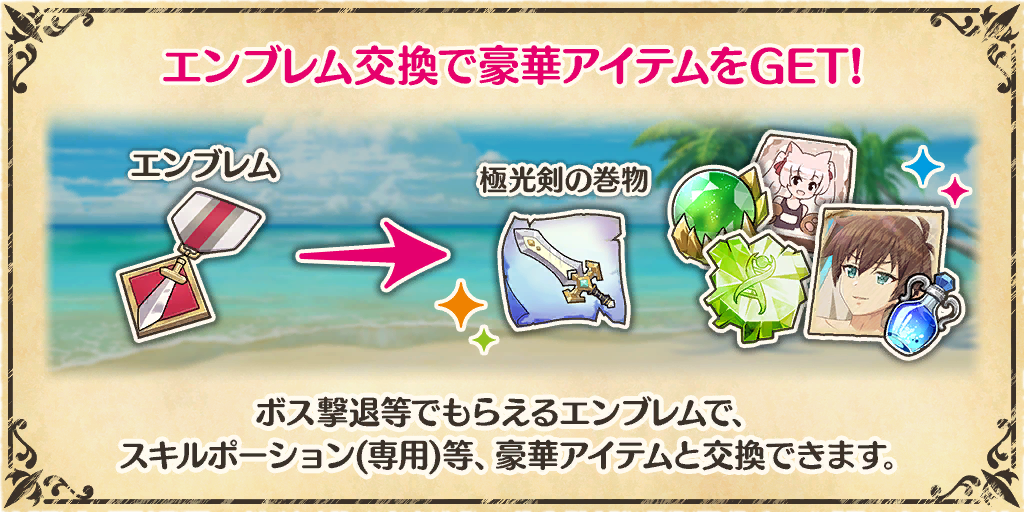 エンブレム交換で豪華アイテムをGET!
エンブレム
極光剣の巻物
ボス撃退等でもらえるエンブレムで、
スキルポーション(専用)等、豪華アイテムと交換できます。